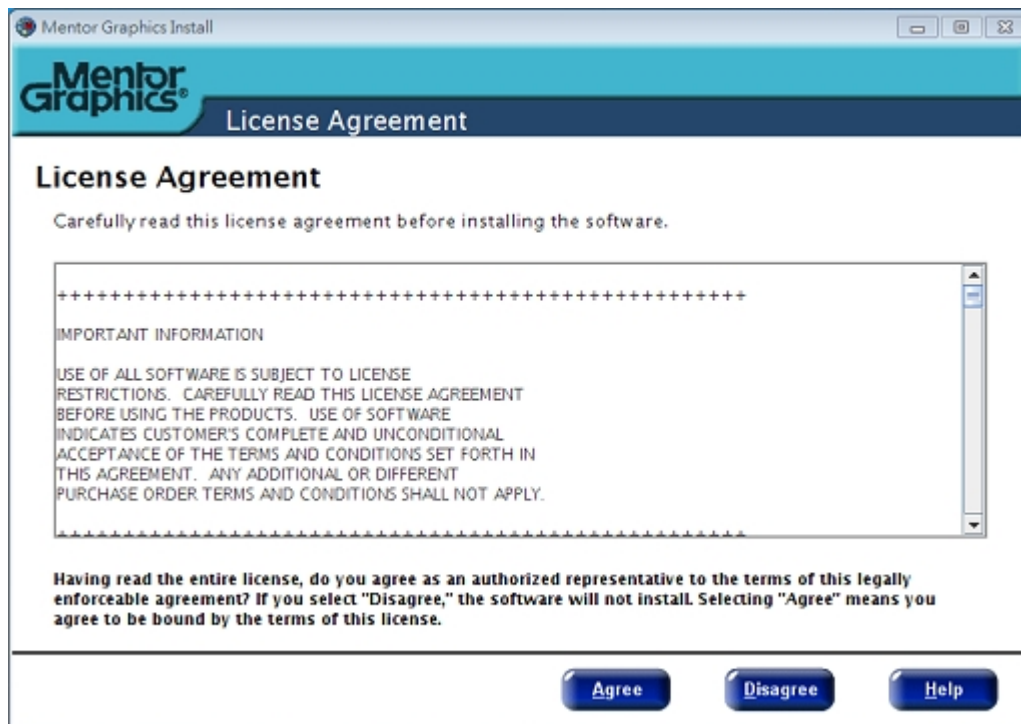 Mentor Graphics Install
Mentor
Graphics®
License Agreement
License Agreement
Carefully read this license agreement before installing the software.
++++++++++++++++++++++++++++++++++++++++++++++++++++
IMPORTANT INFORMATION
USE OF ALL SOFTWARE IS SUBJECT TO LICENSE
RESTRICTIONS. CAREFULLY READ THIS LICENSE AGREEMENT
BEFORE USING THE PRODUCTS. USE OF SOFTWARE
INDICATES CUSTOMER'S COMPLETE AND UNCONDITIONAL
ACCEPTANCE OF THE TERMS AND CONDITIONS SET FORTH IN
THIS AGREEMENT. ANY ADDITIONAL OR DIFFERENT
PURCHASE ORDER TERMS AND CONDITIONS SHALL NOT APPLY.
++++++++++++++++++++++++++++++++++++++++++++++++++++
Having read the entire license, do you agree as an authorized representative to the terms of this legally
enforceable agreement? If you select "Disagree," the software will not install. Selecting "Agree" means you
agree to be bound by the terms of this license.
Agree
Disagree
Help